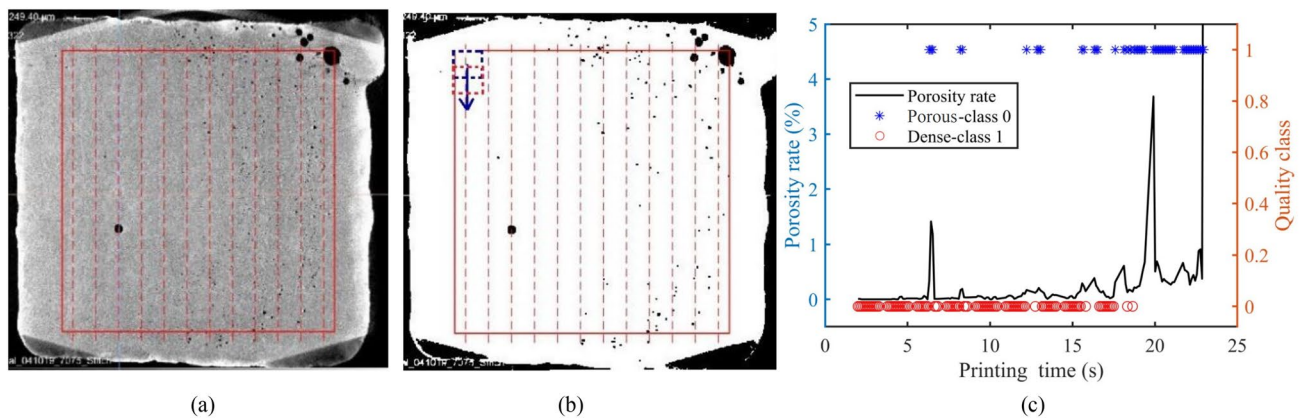 249.40 µm
322
249.40 µm
322
Porosity rate (%)
5
4
3
2
1
0
Porosity rate
Porous-class 0
Dense-class 1
1
0.8
0.6
0.4
0.2
0
Quality class
0
5
10
15
20
25
Printing time (s)
(a)
(b)
(c)